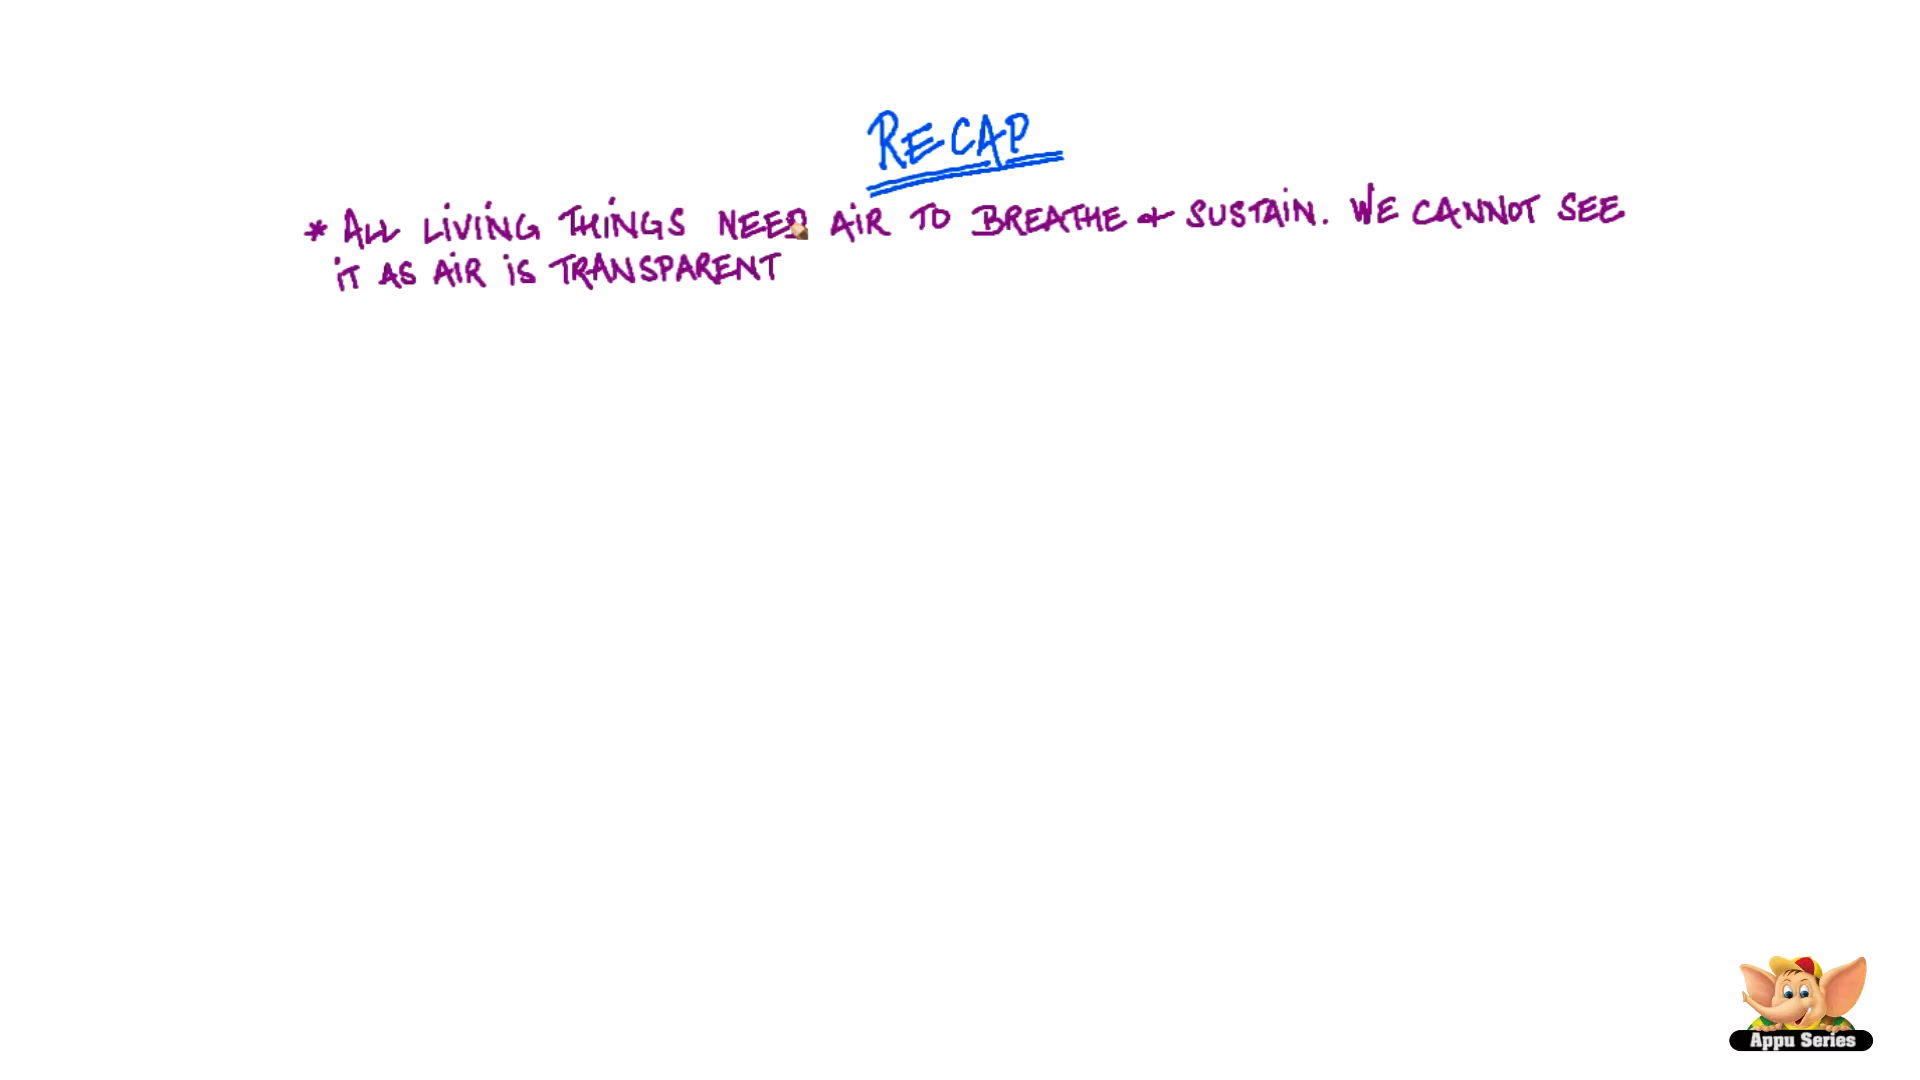 RECAP
* ALL LiViNG THiNGS NEED AiR TO BREATHE & SUSTAiN. WE CANNOT SEE
iT AS AiR iS TRANSPARENT
Appu Series